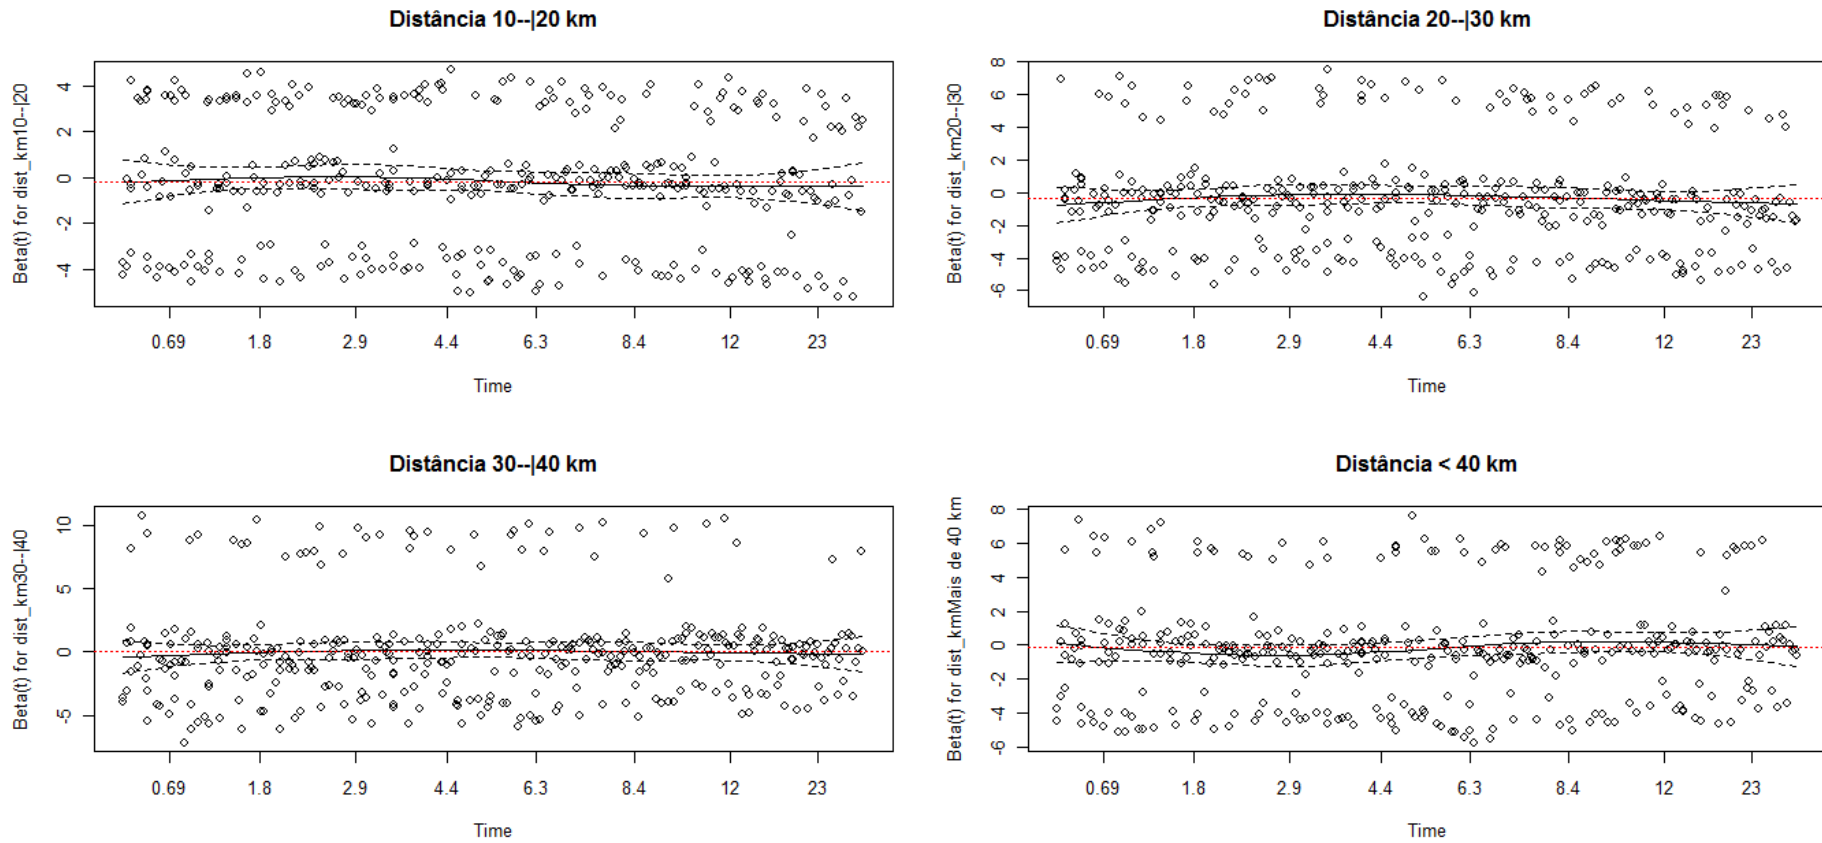 Distância 10--|20 km
Beta(t) for dist_km10--|20
4
2
0
-2
-4
0.69 1.8 2.9 4.4 6.3 8.4 12 23
Time
Distância 20--|30 km
Beta(t) for dist_km20--|30
8
6
4
2
0
-2
-4
-6
0.69 1.8 2.9 4.4 6.3 8.4 12 23
Time
Distância 30--|40 km
Beta(t) for dist_km30--|40
10
5
0
-5
0.69 1.8 2.9 4.4 6.3 8.4 12 23
Time
Distância < 40 km
Beta(t) for dist_kmMais de 40 km
8
6
4
2
0
-2
-4
-6
0.69 1.8 2.9 4.4 6.3 8.4 12 23
Time